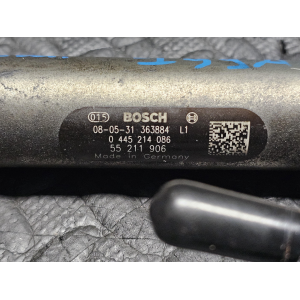 015 BOSCH
08-05-31 363884 L1
0 445 214 086
55 211 906
Made in Germany